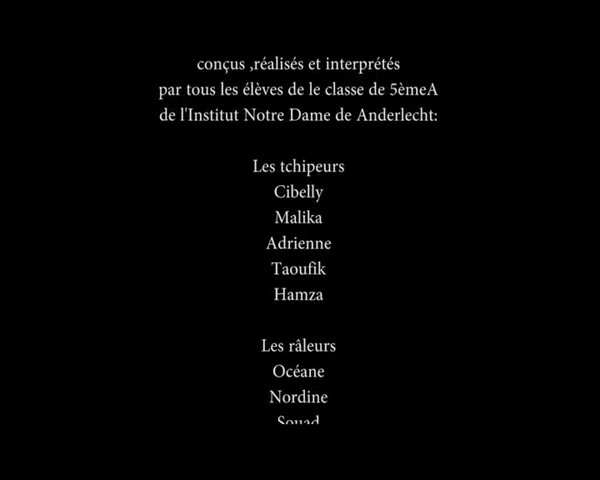 conçus ,réalisés et interprétés
par tous les élèves de le classe de 5èmeA
de l'Institut Notre Dame de Anderlecht:
Les tchipeurs
Cibelly
Malika
Adrienne
Taoufik
Hamza
Les râleurs
Océane
Nordine
Souad